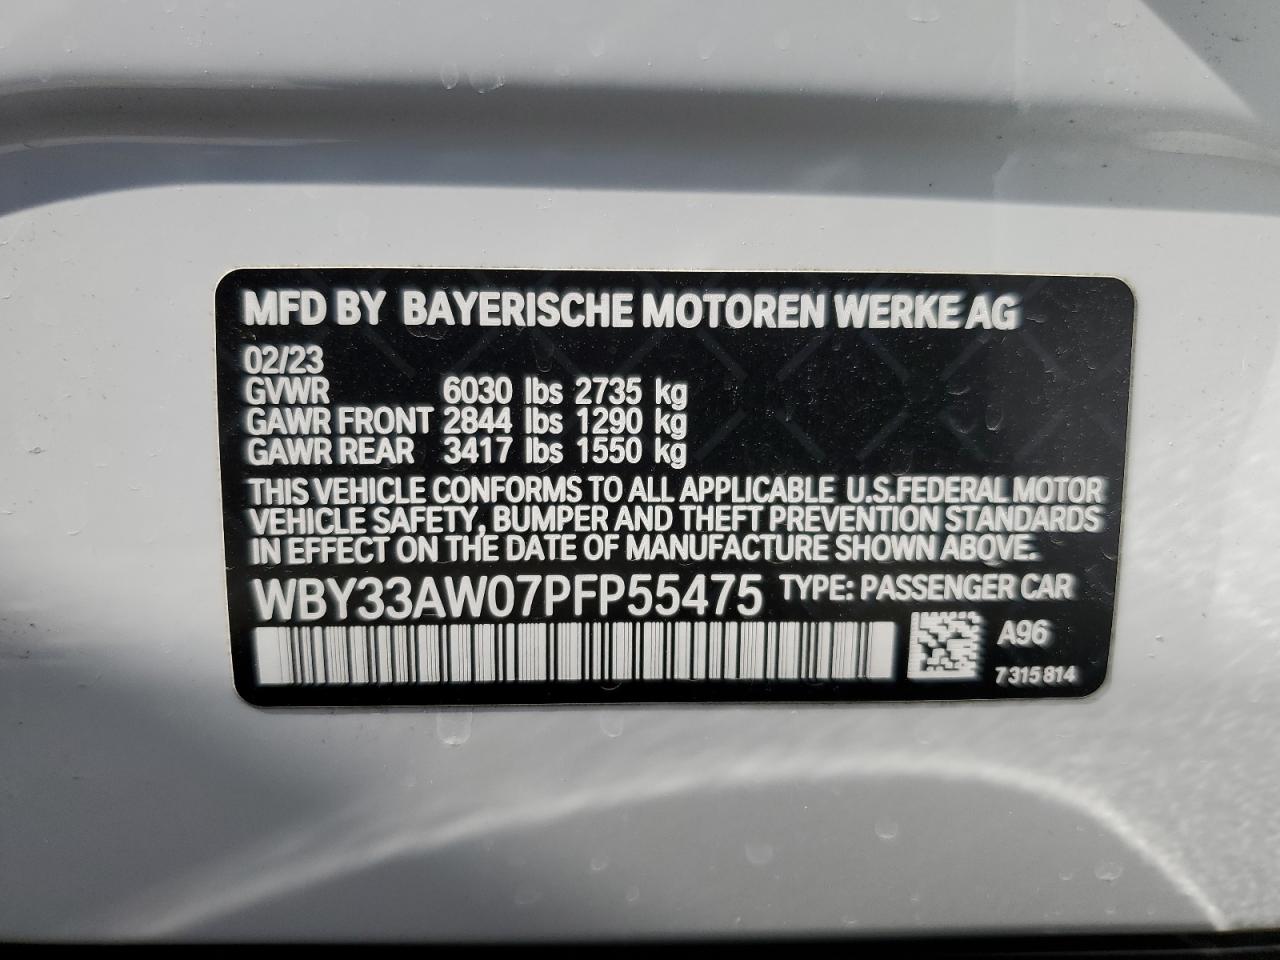 MFD BY BAYERISCHE MOTOREN WERKE AG
02/23
GVWR 6030 lbs 2735 kg
GAWR FRONT 2844 lbs 1290 kg
GAWR REAR 3417 lbs 1550 kg
THIS VEHICLE CONFORMS TO ALL APPLICABLE U.S.FEDERAL MOTOR
VEHICLE SAFETY, BUMPER AND THEFT PREVENTION STANDARDS
IN EFFECT ON THE DATE OF MANUFACTURE SHOWN ABOVE.
WBY33AW07PFP55475 TYPE: PASSENGER CAR
A96
7 315 814